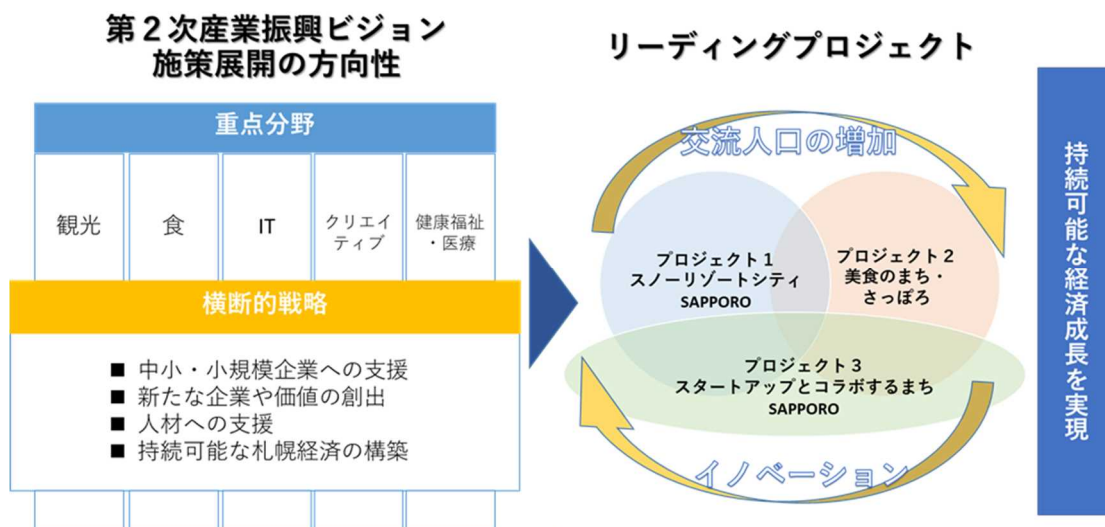 第２次産業振興ビジョン
施策展開の方向性
重点分野
観光
食
IT
クリエイ
ティブ
健康福祉
・医療
横断的戦略
■ 中小・小規模企業への支援
■ 新たな企業や価値の創出
■ 人材への支援
■ 持続可能な札幌経済の構築
リーディングプロジェクト
交流人口の増加
プロジェクト１
スノーリゾートシティ
SAPPORO
プロジェクト２
美食のまち・
さっぽろ
プロジェクト３
スタートアップとコラボするまち
SAPPORO
イノベーション
持続可能な経済成長を実現